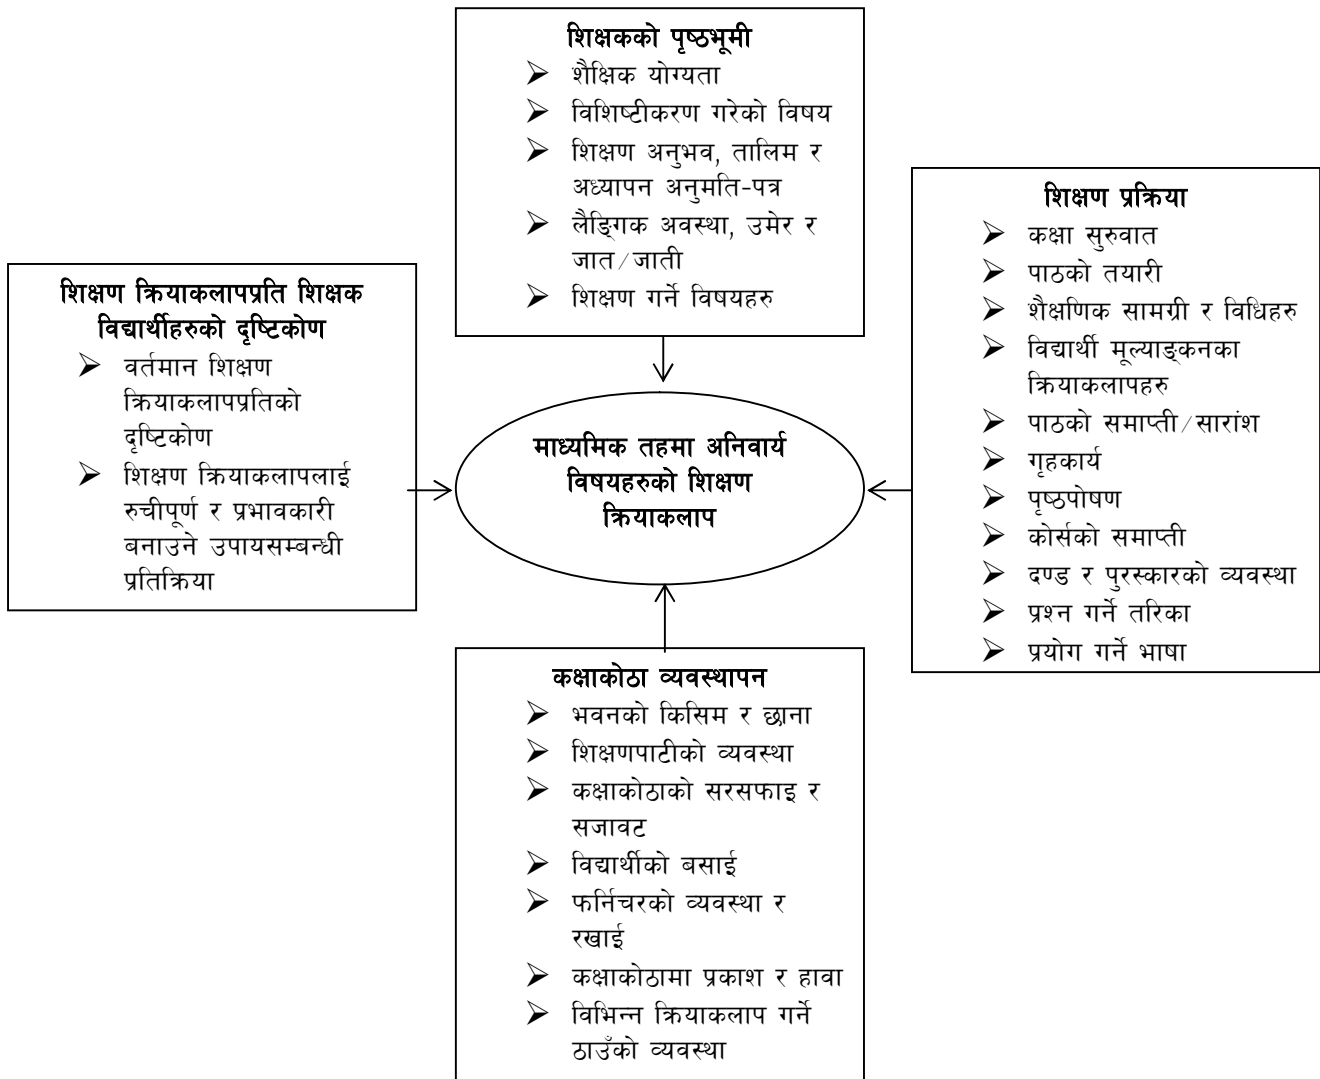 शिक्षकको पृष्ठभूमी
शैक्षिक योग्यता
विशिष्टीकरण गरेको विषय
शिक्षण अनुभव, तालिम र
अध्यापन अनुमति-पत्र
लैङ्गिक अवस्था, उमेर र
जात/जाती
शिक्षण गर्ने विषयहरु
शिक्षण क्रियाकलापप्रति शिक्षक
विद्यार्थीहरुको दृष्टिकोण
वर्तमान शिक्षण
क्रियाकलापप्रतिको
दृष्टिकोण
शिक्षण क्रियाकलापलाई
रुचीपूर्ण र प्रभावकारी
बनाउने उपायसम्बन्धी
प्रतिक्रिया
माध्यमिक तहमा अनिवार्य
विषयहरुको शिक्षण
क्रियाकलाप
शिक्षण प्रक्रिया
कक्षा सुरुवात
पाठको तयारी
शैक्षणिक सामग्री र विधिहरु
विद्यार्थी मूल्याङ्कनका
क्रियाकलापहरु
पाठको समाप्ती/सारांश
गृहकार्य
पृष्ठपोषण
कोर्सको समाप्ती
दण्ड र पुरस्कारको व्यवस्था
प्रश्न गर्ने तरिका
प्रयोग गर्ने भाषा
कक्षाकोठा व्यवस्थापन
भवनको किसिम र छाना
शिक्षणपाटीको व्यवस्था
कक्षाकोठाको सरसफाइ र
सजावट
विद्यार्थीको बसाई
फर्निचरको व्यवस्था र
रखाई
कक्षाकोठामा प्रकाश र हावा
विभिन्न क्रियाकलाप गर्ने
ठाउँको व्यवस्था